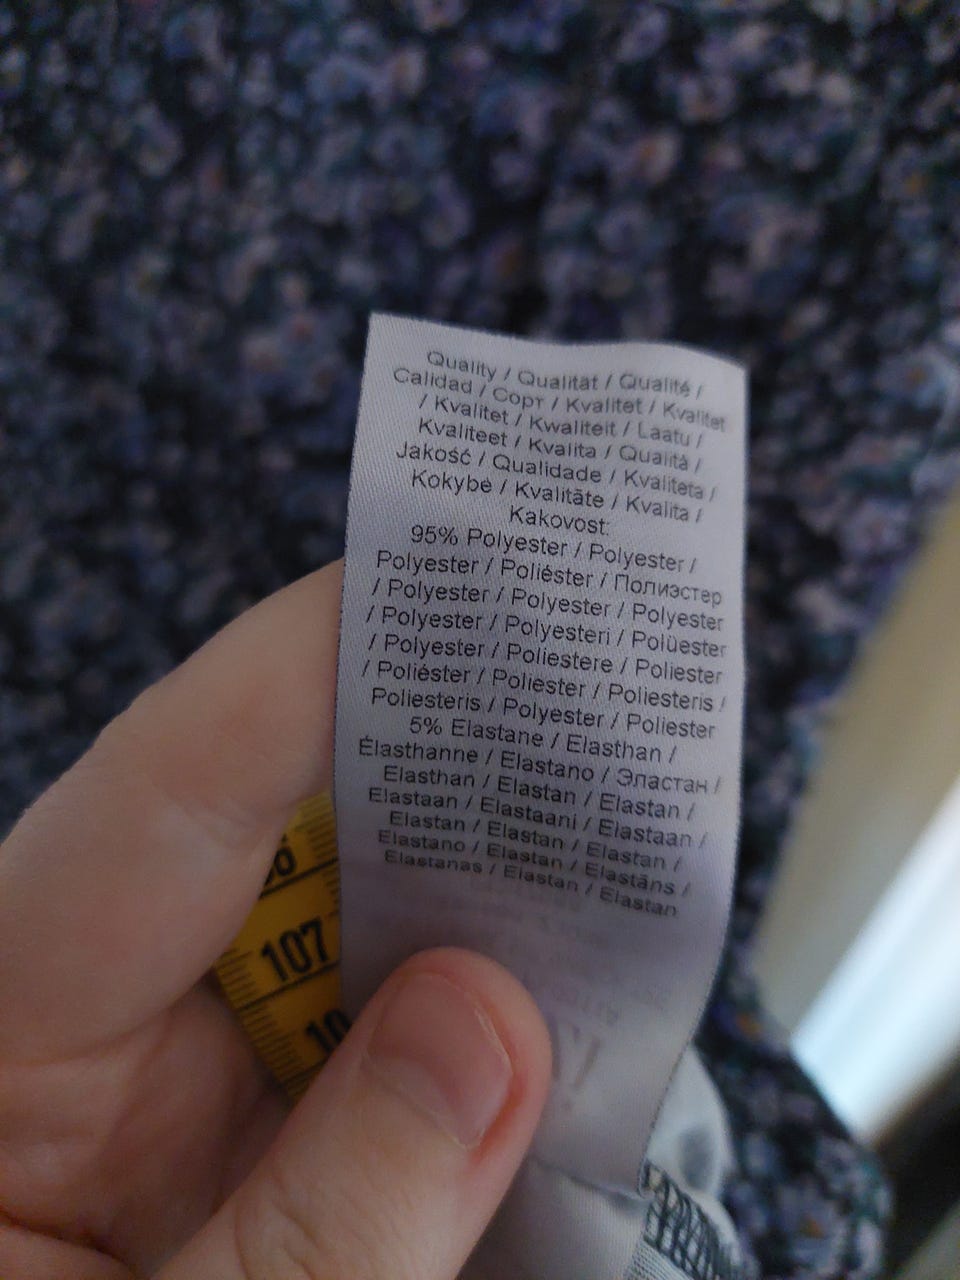 Quality / Qualität / Qualité /
Calidad / Сорт / Kvalitet / Kvalitet
/ Kvalitet / Kwaliteit / Laatu /
Kvaliteet / Kvalita / Qualità /
Jakość / Qualidade / Kvaliteta /
Kokybė / Kvalitāte / Kvalita /
Kakovost:
95% Polyester / Polyester /
Polyester / Poliéster / Полиэстер
/ Polyester / Polyester / Polyester
/ Polyester / Polyesteri / Polüester
/ Polyester / Poliestere / Poliester
/ Poliéster / Poliester / Poliesteris /
Poliesteris / Polyester / Poliester
5% Elastane / Elasthan /
Élasthanne / Elastano / Эластан /
Elasthan / Elastan / Elastan /
Elastaan / Elastaani / Elastaan /
Elastan / Elastan / Elastan /
Elastano / Elastan / Elastāns /
Elastanas / Elastan / Elastan
107